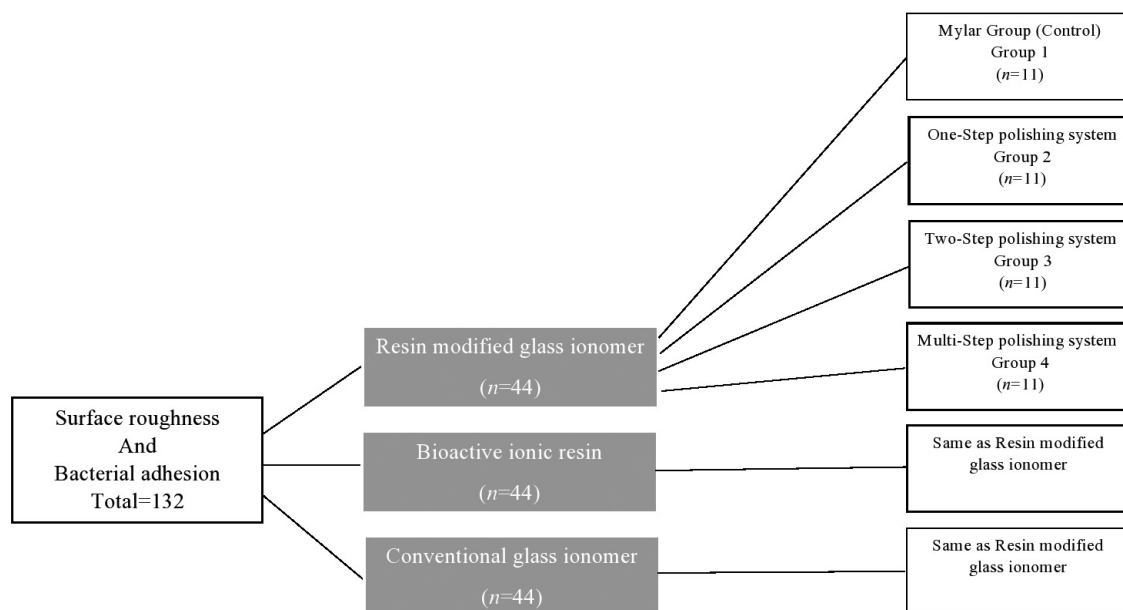 Surface roughness
And
Bacterial adhesion
Total=132
Resin modified glass ionomer
(n=44)
Bioactive ionic resin
(n=44)
Conventional glass ionomer
(n=44)
Mylar Group (Control)
Group 1
(n=11)
One-Step polishing system
Group 2
(n=11)
Two-Step polishing system
Group 3
(n=11)
Multi-Step polishing system
Group 4
(n=11)
Same as Resin modified
glass ionomer
Same as Resin modified
glass ionomer